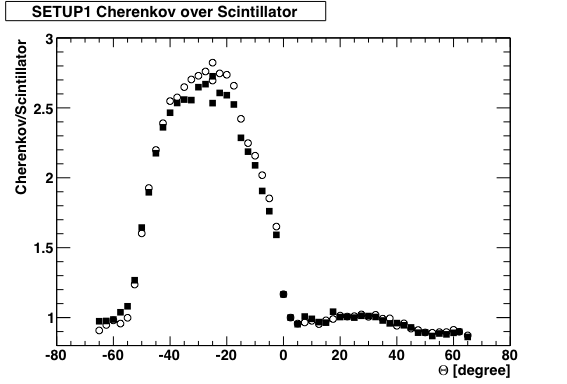 SETUP1 Cherenkov over Scintillator
Cherenkov/Scintillator
3
2.5
2
1.5
1
-80 -60 -40 -20 0 20 40 60 80
Θ [degree]